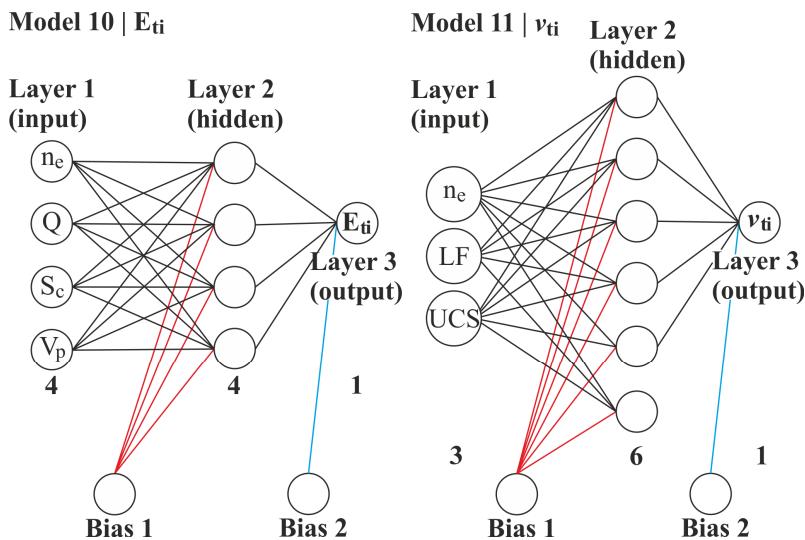 Model 10 | Eti
Layer 1
(input)
Layer 2
(hidden)
ne
Q
Sc
Vp
Eti
Layer 3
(output)
4
4
1
Bias 1
Bias 2
Model 11 | νti
Layer 1
(input)
Layer 2
(hidden)
ne
LF
UCS
νti
Layer 3
(output)
3
6
1
Bias 1
Bias 2